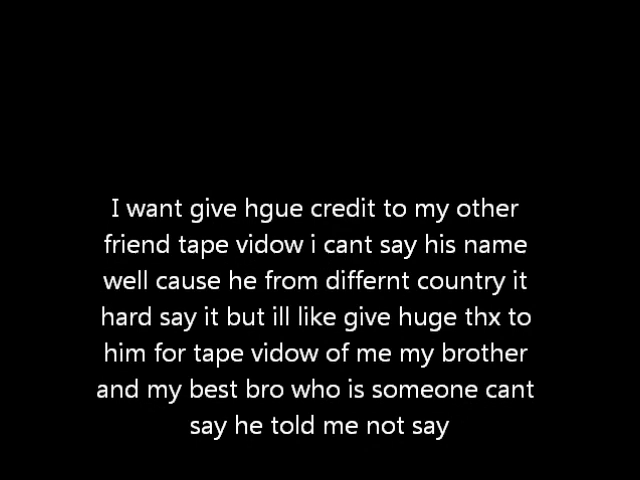 I want give hgue credit to my other
friend tape vidow i cant say his name
well cause he from differnt country it
hard say it but ill like give huge thx to
him for tape vidow of me my brother
and my best bro who is someone cant
say he told me not say